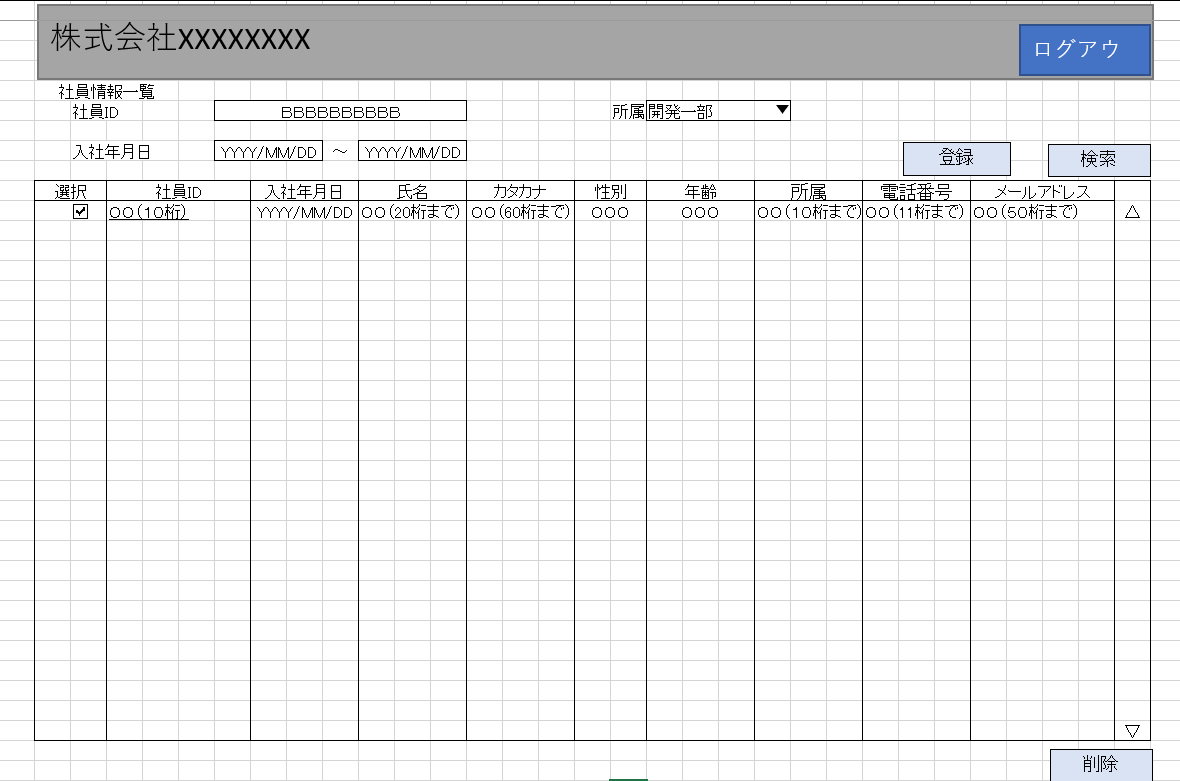 株式会社XXXXXXXX
ログアウ
社員情報一覧
社員ID BBBBBBBBBB 所属 開発一部 ▼
入社年月日 YYYY/MM/DD ～ YYYY/MM/DD 登録 検索
選択 社員ID 入社年月日 氏名 カタカナ 性別 年齢 所属 電話番号 メールアドレス
☑ ○○(10桁) YYYY/MM/DD ○○(20桁まで) ○○(60桁まで) ○○○ ○○○ ○○(10桁まで) ○○(11桁まで) ○○(50桁まで) △
▽
削除